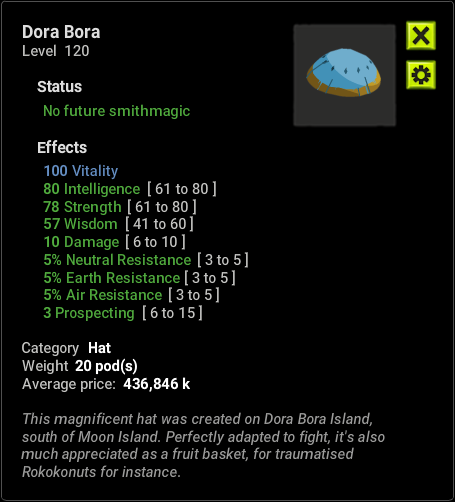 Dora Bora
Level 120
Status
No future smithmagic
Effects
100 Vitality
80 Intelligence [ 61 to 80 ]
78 Strength [ 61 to 80 ]
57 Wisdom [ 41 to 60 ]
10 Damage [ 6 to 10 ]
5% Neutral Resistance [ 3 to 5 ]
5% Earth Resistance [ 3 to 5 ]
5% Air Resistance [ 3 to 5 ]
3 Prospecting [ 6 to 15 ]
Category Hat
Weight 20 pod(s)
Average price: 436,846 k
This magnificent hat was created on Dora Bora Island,
south of Moon Island. Perfectly adapted to fight, it's also
much appreciated as a fruit basket, for traumatised
Rokokonuts for instance.